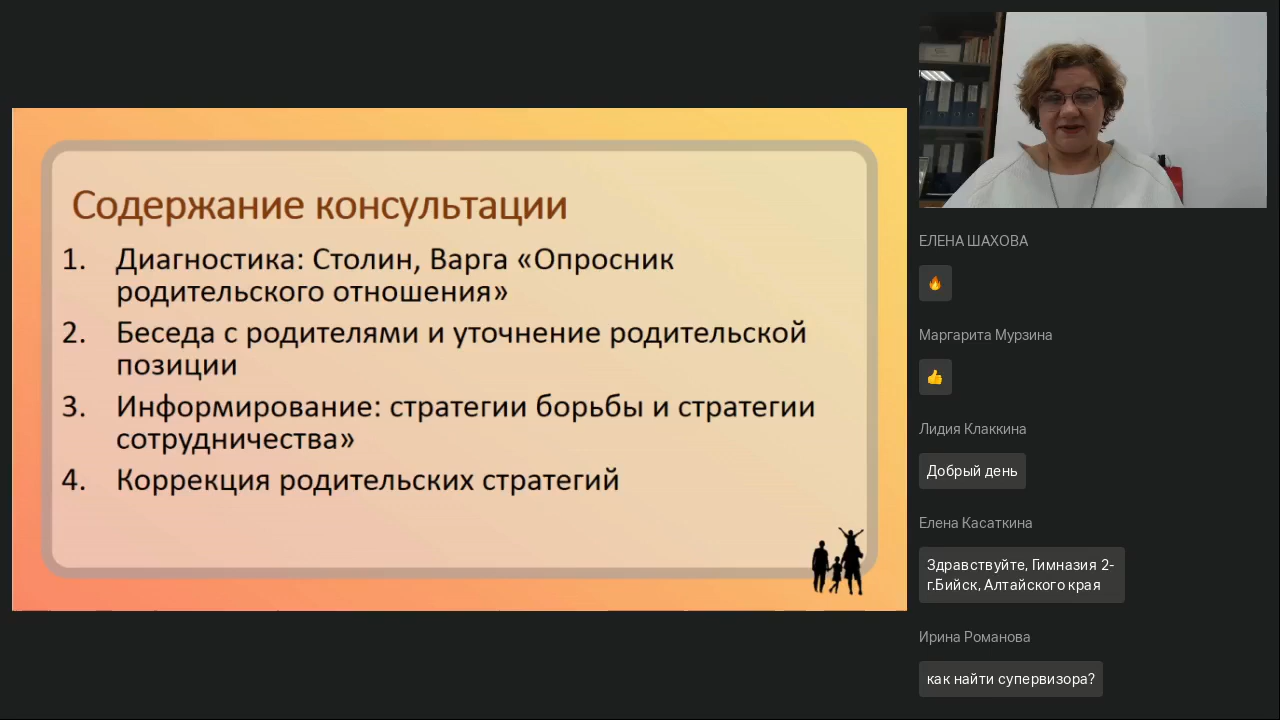 Содержание консультации
1. Диагностика: Столин, Варга «Опросник
родительского отношения»
2. Беседа с родителями и уточнение родительской
позиции
3. Информирование: стратегии борьбы и стратегии
сотрудничества»
4. Коррекция родительских стратегий
ЕЛЕНА ШАХОВА
🔥
Маргарита Мурзина
👍
Лидия Клаккина
Добрый день
Елена Касаткина
Здравствуйте, Гимназия 2-
г.Бийск, Алтайского края
Ирина Романова
как найти супервизора?